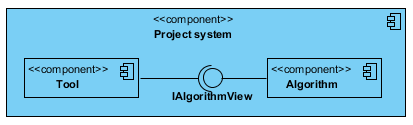 <<component>>
Project system
<<component>>
Tool
<<component>>
Algorithm
IAlgorithmView